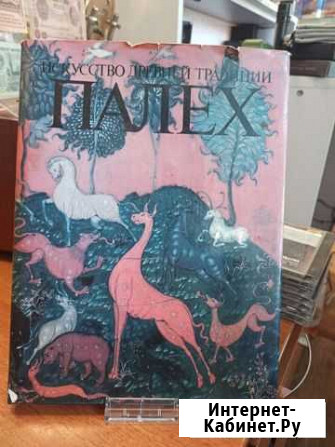 ИСКУССТВО ДРЕВНЕЙ ТРАДИЦИИ
ПАЛЕХ
Интернет-
Кабинет.Ру